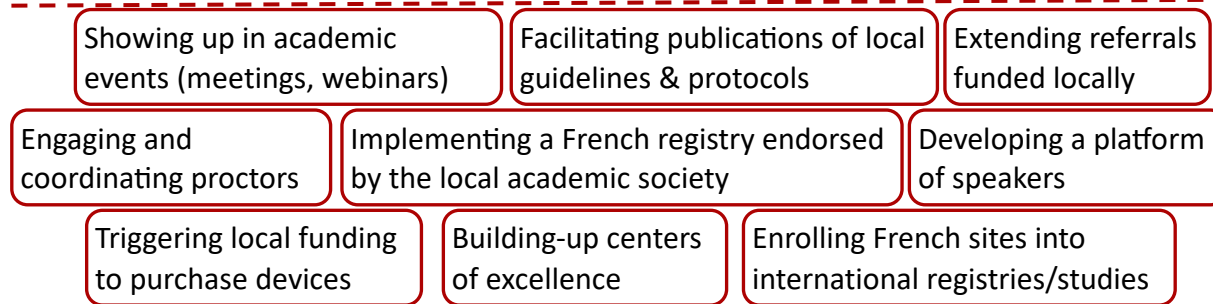 Showing up in academic
events (meetings, webinars)
Facilitating publications of local
guidelines & protocols
Extending referrals
funded locally
Engaging and
coordinating proctors
Implementing a French registry endorsed
by the local academic society
Developing a platform
of speakers
Triggering local funding
to purchase devices
Building-up centers
of excellence
Enrolling French sites into
international registries/studies